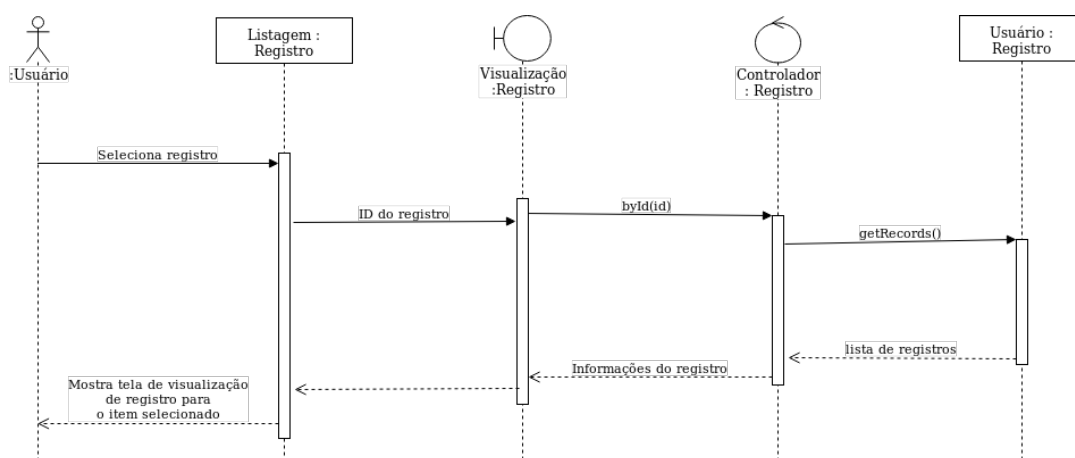 :Usuário
Listagem :
Registro
Visualização
:Registro
Controlador
: Registro
Usuário :
Registro
Seleciona registro
ID do registro
byId(id)
getRecords()
lista de registros
Informações do registro
Mostra tela de visualização
de registro para
o item selecionado